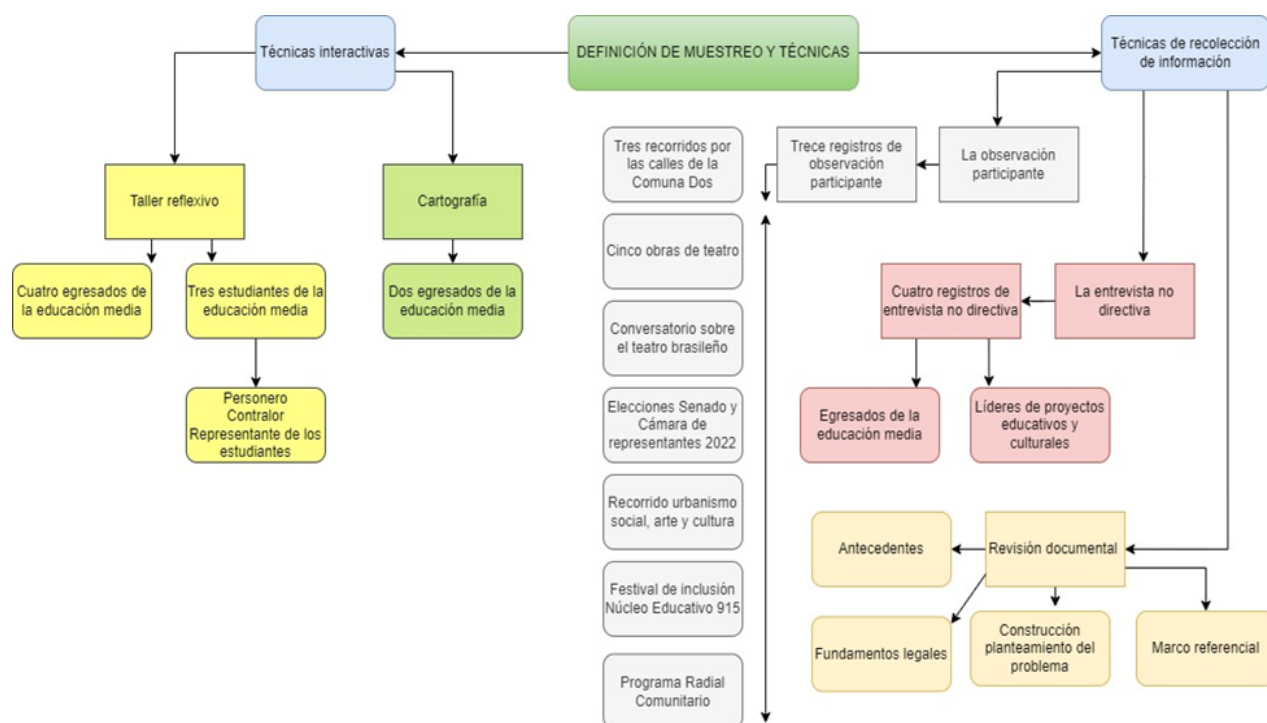 DEFINICIÓN DE MUESTREO Y TÉCNICAS
Técnicas interactivas
Taller reflexivo
Cuatro egresados de
la educación media
Tres estudiantes de la
educación media
Personero
Contralor
Representante de los
estudiantes
Cartografía
Dos egresados de la
educación media
Técnicas de recolección
de información
La observación
participante
Trece registros de
observación
participante
Tres recorridos por
las calles de la
Comuna Dos
Cinco obras de teatro
Conversatorio sobre
el teatro brasileño
Elecciones Senado y
Cámara de
representantes 2022
Recorrido urbanismo
social, arte y cultura
Festival de inclusión
Núcleo Educativo 915
Programa Radial
Comunitario
La entrevista no
directiva
Cuatro registros de
entrevista no directiva
Egresados de la
educación media
Líderes de proyectos
educativos y
culturales
Revisión documental
Antecedentes
Fundamentos legales
Construcción
planteamiento del
problema
Marco referencial